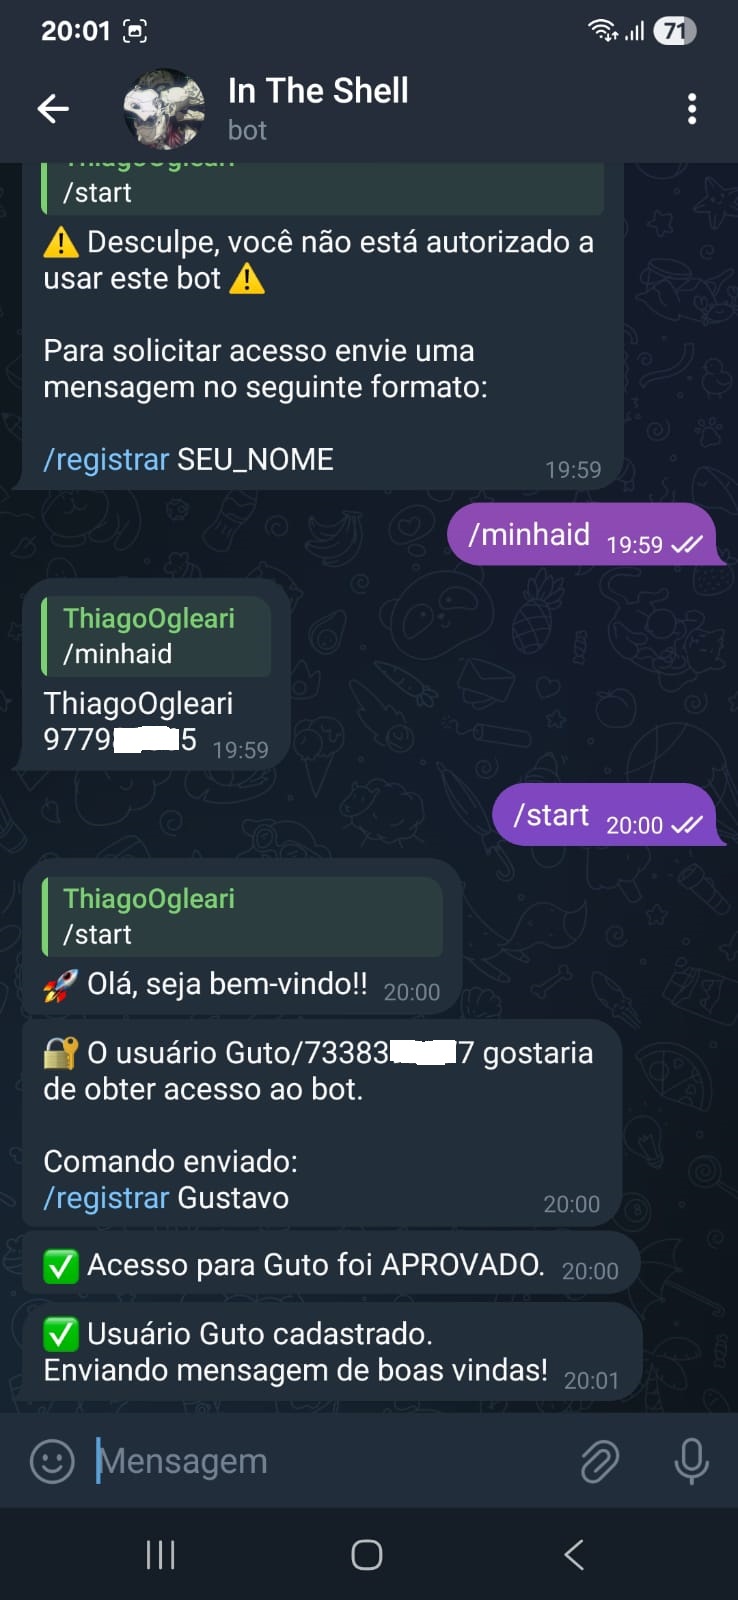 20:01
71
In The Shell
bot
ThiagoOgleari
/start
⚠️ Desculpe, você não está autorizado a
usar este bot ⚠️
Para solicitar acesso envie uma
mensagem no seguinte formato:
/registrar SEU_NOME
19:59
/minhaid 19:59
ThiagoOgleari
/minhaid
ThiagoOgleari
9779 5 19:59
/start 20:00
ThiagoOgleari
/start
🚀 Olá, seja bem-vindo!! 20:00
🔐 O usuário Guto/73383 7 gostaria
de obter acesso ao bot.
Comando enviado:
/registrar Gustavo 20:00
✅ Acesso para Guto foi APROVADO. 20:00
✅ Usuário Guto cadastrado.
Enviando mensagem de boas vindas! 20:01
Mensagem